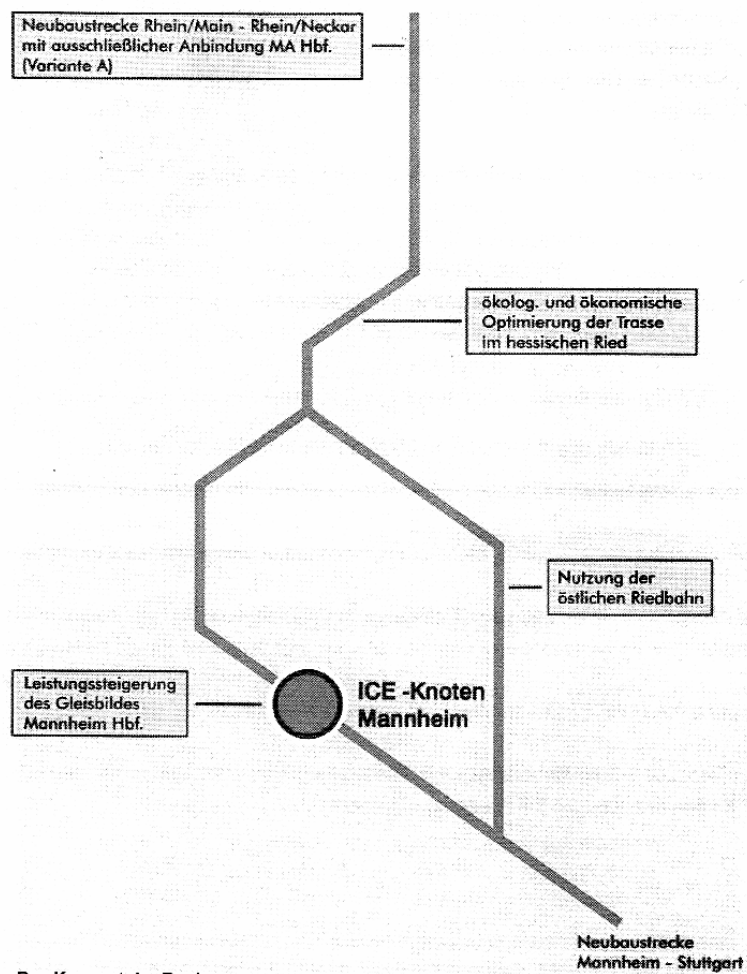 Neubaustrecke Rhein/Main - Rhein/Neckar
mit ausschließlicher Anbindung MA Hbf.
(Variante A)
ökolog. und ökonomische
Optimierung der Trasse
im hessischen Ried
Nutzung der
östlichen Riedbahn
Leistungssteigerung
des Gleisbildes
Mannheim Hbf.
ICE -Knoten
Mannheim
Neubaustrecke
Mannheim - Stuttgart